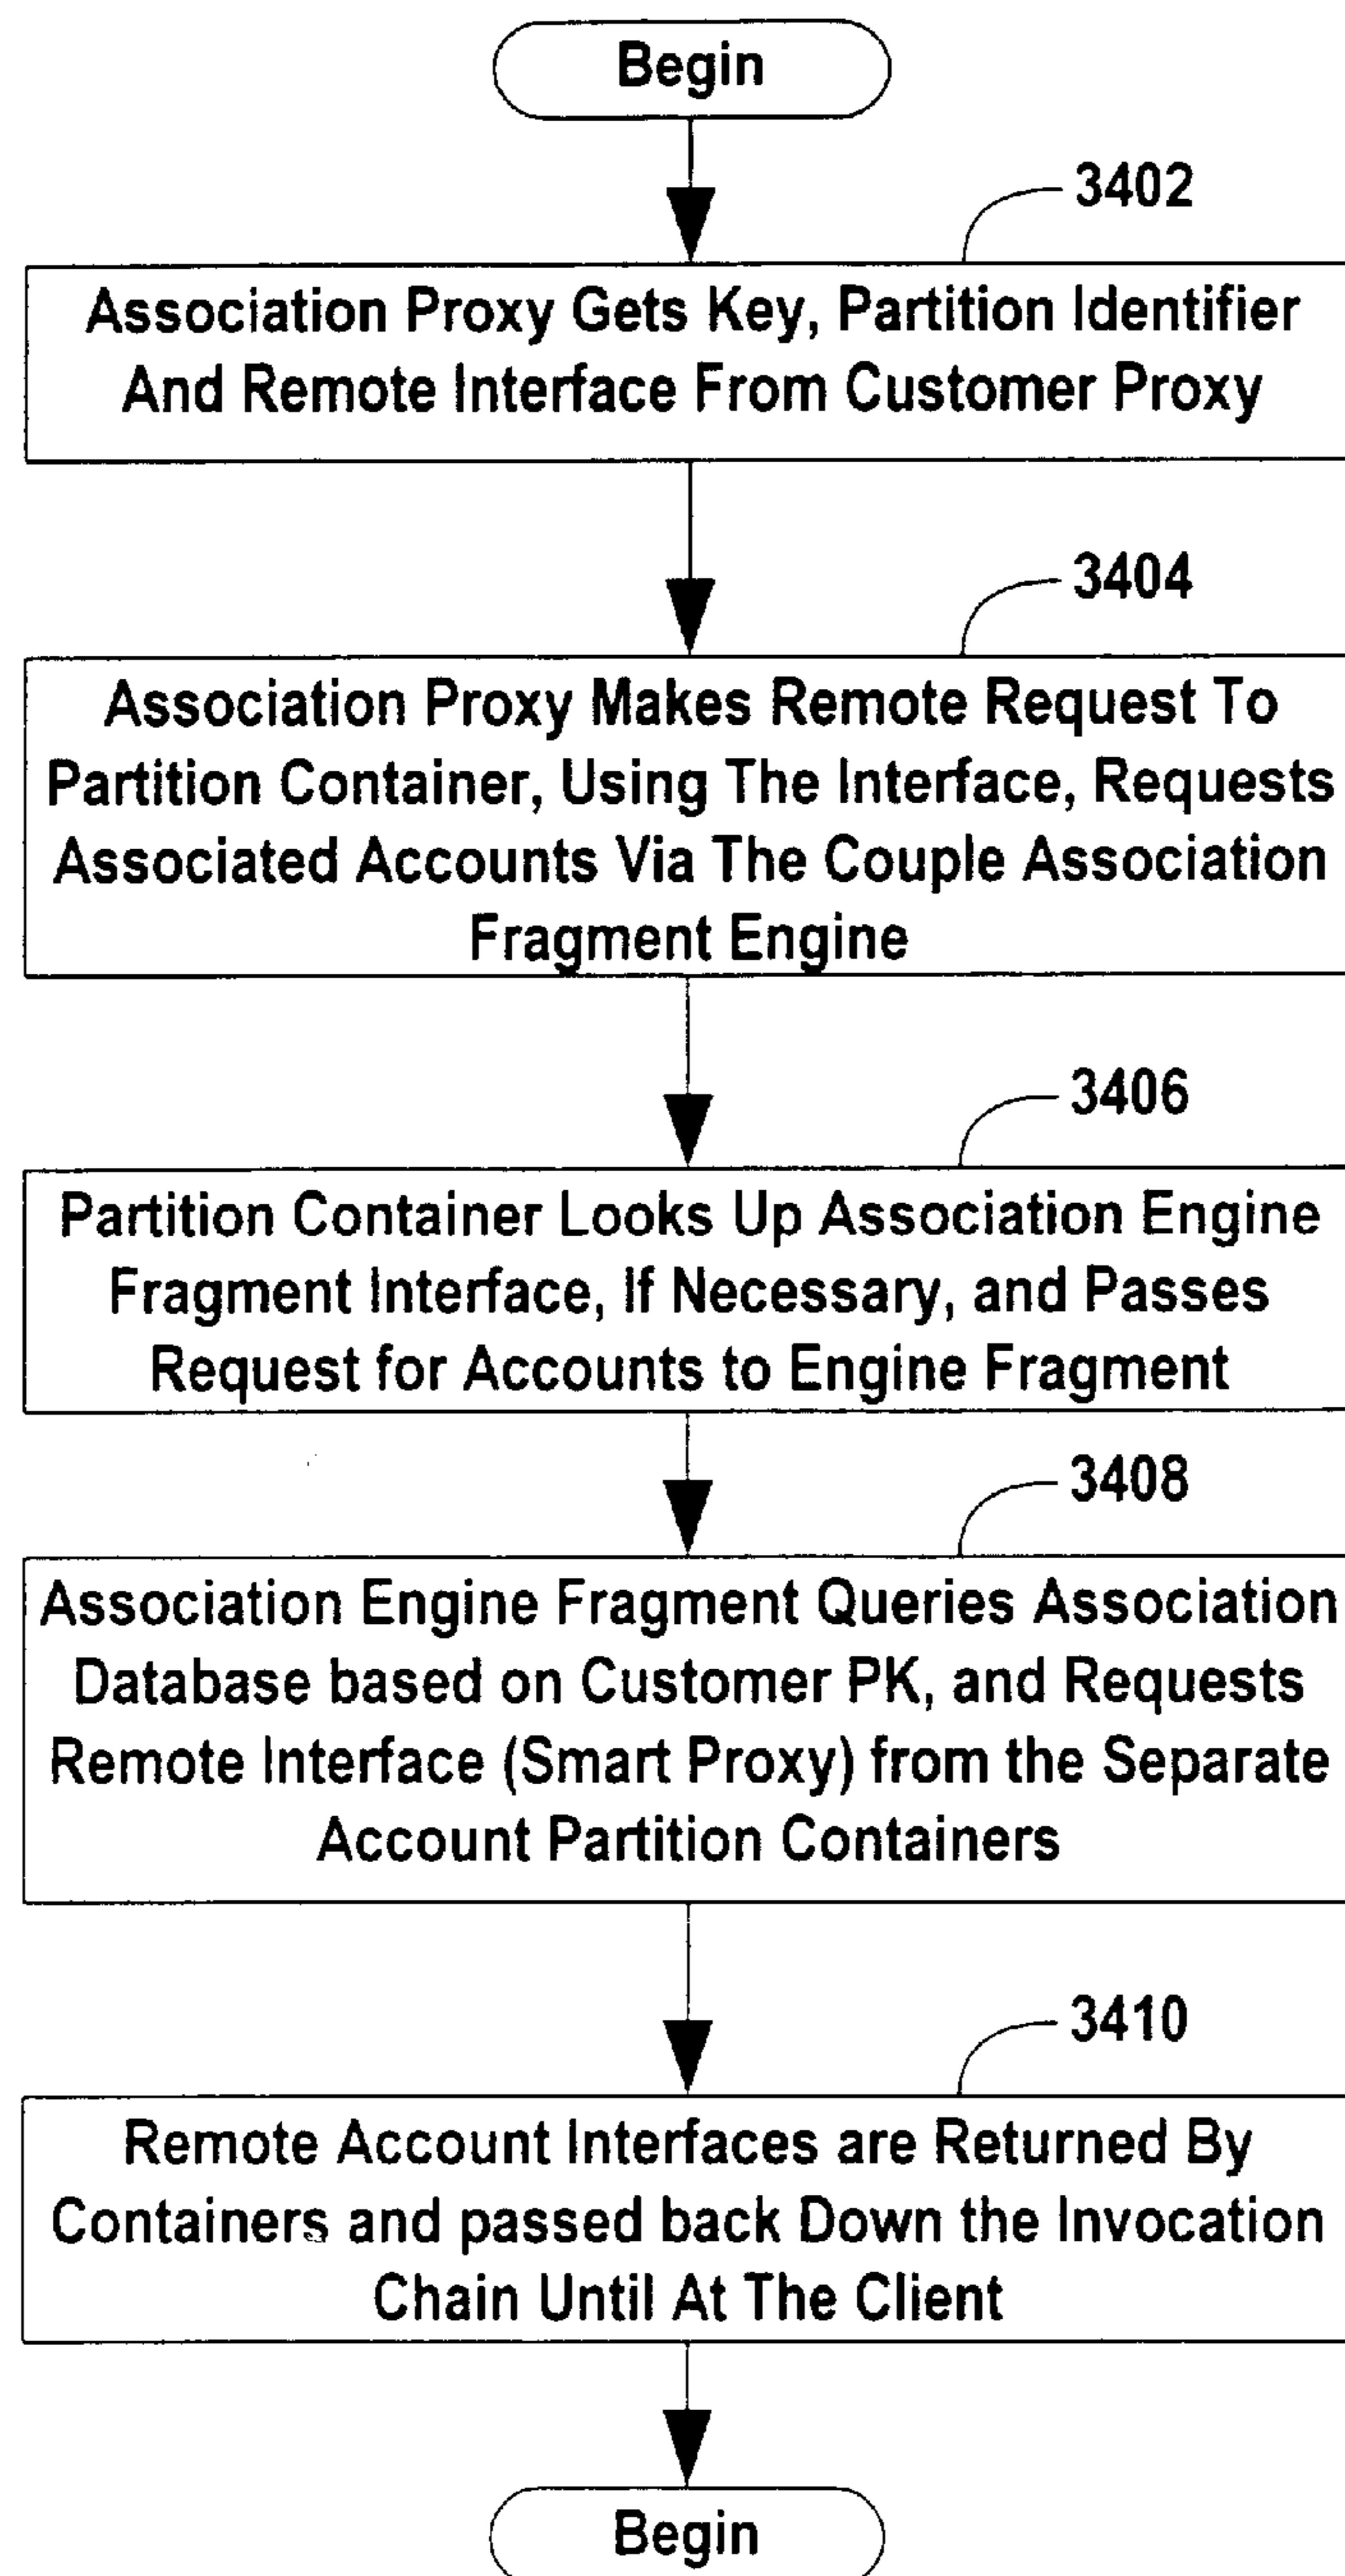 Begin
3402
Association Proxy Gets Key, Partition Identifier
And Remote Interface From Customer Proxy
3404
Association Proxy Makes Remote Request To
Partition Container, Using The Interface, Requests
Associated Accounts Via The Couple Association
Fragment Engine
3406
Partition Container Looks Up Association Engine
Fragment Interface, If Necessary, and Passes
Request for Accounts to Engine Fragment
3408
Association Engine Fragment Queries Association
Database based on Customer PK, and Requests
Remote Interface (Smart Proxy) from the Separate
Account Partition Containers
3410
Remote Account Interfaces are Returned By
Containers and passed back Down the Invocation
Chain Until At The Client
Begin